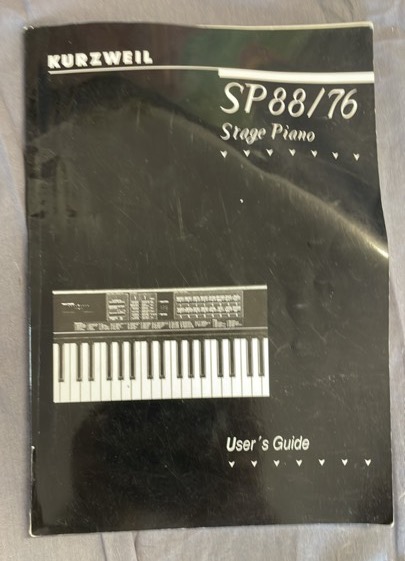 KURZWEIL
SP88/76
Stage Piano
User's Guide